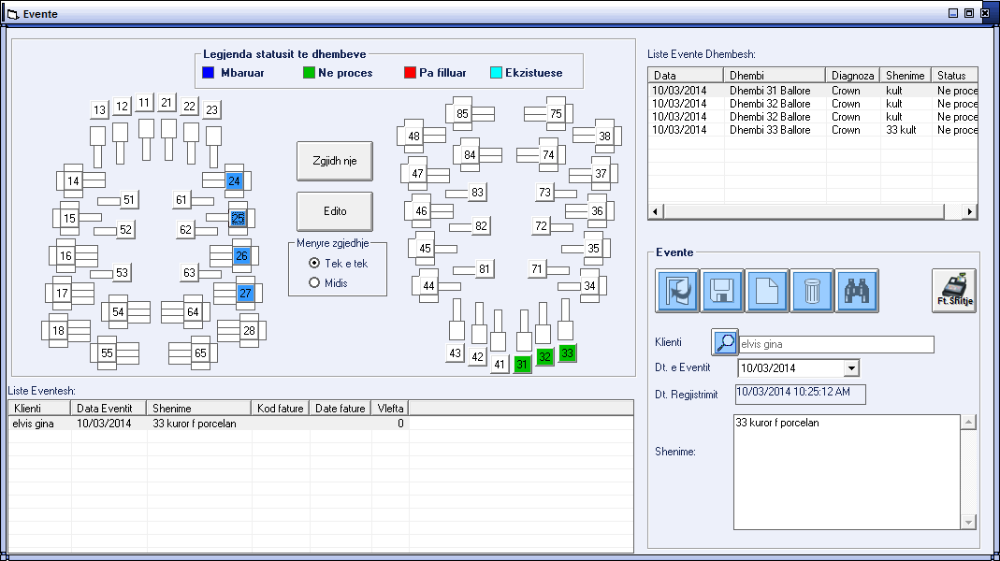 Evente
Legjenda statusit te dhembeve
Mbaruar Ne proces Pa filluar Ekzistuese
13 12 11 21 22 23
14 24
51 61
15 25
52 62
16 26
53 63
17 27
54 64
18 28
55 65
Zgjidh nje
Edito
Menyre zgjedhje
Tek e tek
Midis
85 75
48 38
84 74
47 37
83 73
46 36
82 72
45 35
81 71
44 34
43 42 41 31 32 33
Liste Evente Dhembesh:
Data Dhembi Diagnoza Shenime Status
10/03/2014 Dhembi 31 Ballore Crown kult Ne proce
10/03/2014 Dhembi 32 Ballore Crown kult Ne proce
10/03/2014 Dhembi 32 Ballore Crown kult Ne proce
10/03/2014 Dhembi 33 Ballore Crown 33 kult Ne proce
Evente
Ft. Shitje
Klienti elvis gina
Dt. e Eventit 10/03/2014
Dt. Regjistrimit 10/03/2014 10:25:12 AM
Shenime: 33 kuror f porcelan
Liste Eventesh:
Klienti Data Eventit Shenime Kod fature Date fature Vlefta
elvis gina 10/03/2014 33 kuror f porcelan 0